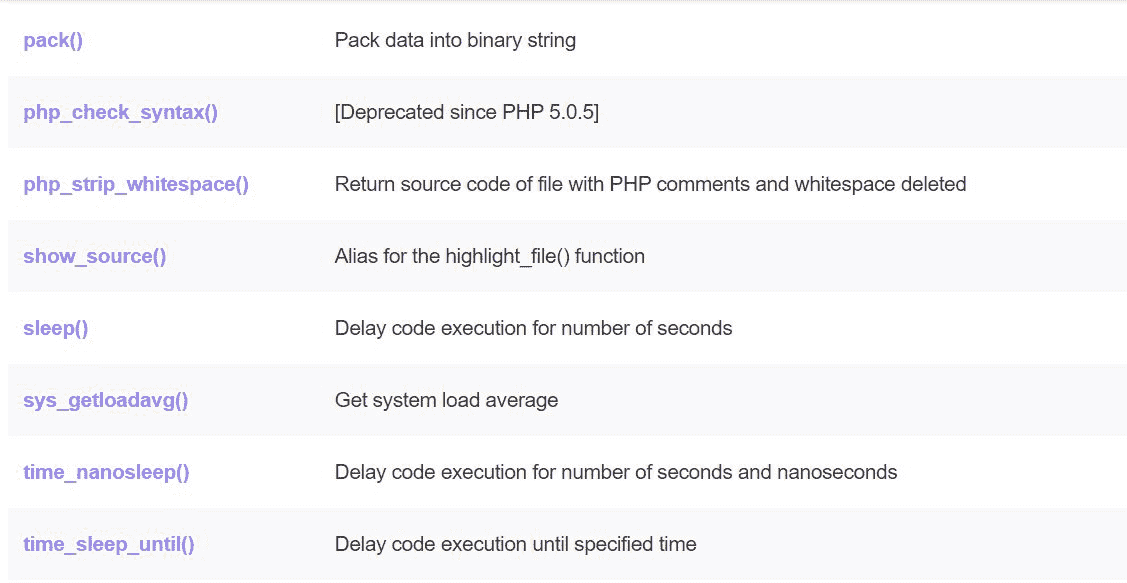 pack() Pack data into binary string
php_check_syntax() [Deprecated since PHP 5.0.5]
php_strip_whitespace() Return source code of file with PHP comments and whitespace deleted
show_source() Alias for the highlight_file() function
sleep() Delay code execution for number of seconds
sys_getloadavg() Get system load average
time_nanosleep() Delay code execution for number of seconds and nanoseconds
time_sleep_until() Delay code execution until specified time